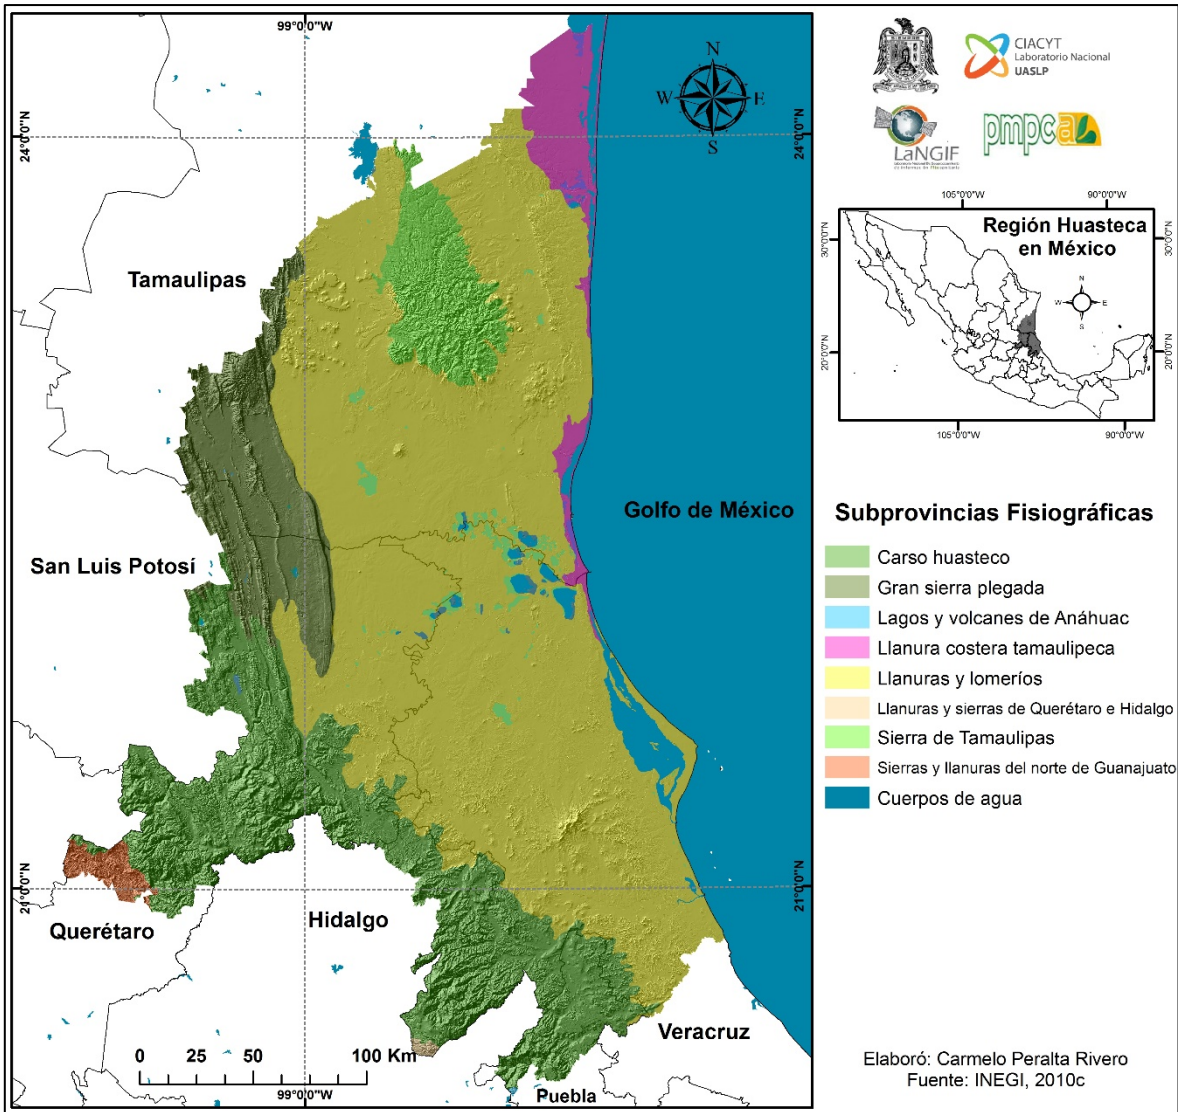 99°0'0"W
24°0'0"N
24°0'0"N
21°0'0"N
21°0'0"N
99°0'0"W
N
W
E
S
Tamaulipas
San Luis Potosí
Golfo de México
Querétaro
Hidalgo
Veracruz
Puebla
0 25 50 100 Km
CIACYT
Laboratorio Nacional
UASLP
LaNGIF
pmpca
105°0'0"W
90°0'0"W
30°0'0"N
30°0'0"N
20°0'0"N
20°0'0"N
105°0'0"W
90°0'0"W
Región Huasteca
en México
N
W
E
S
Subprovincias Fisiográficas
Carso huasteco
Gran sierra plegada
Lagos y volcanes de Anáhuac
Llanura costera tamaulipeca
Llanuras y lomeríos
Llanuras y sierras de Querétaro e Hidalgo
Sierra de Tamaulipas
Sierras y llanuras del norte de Guanajuato
Cuerpos de agua
Elaboró: Carmelo Peralta Rivero
Fuente: INEGI, 2010c